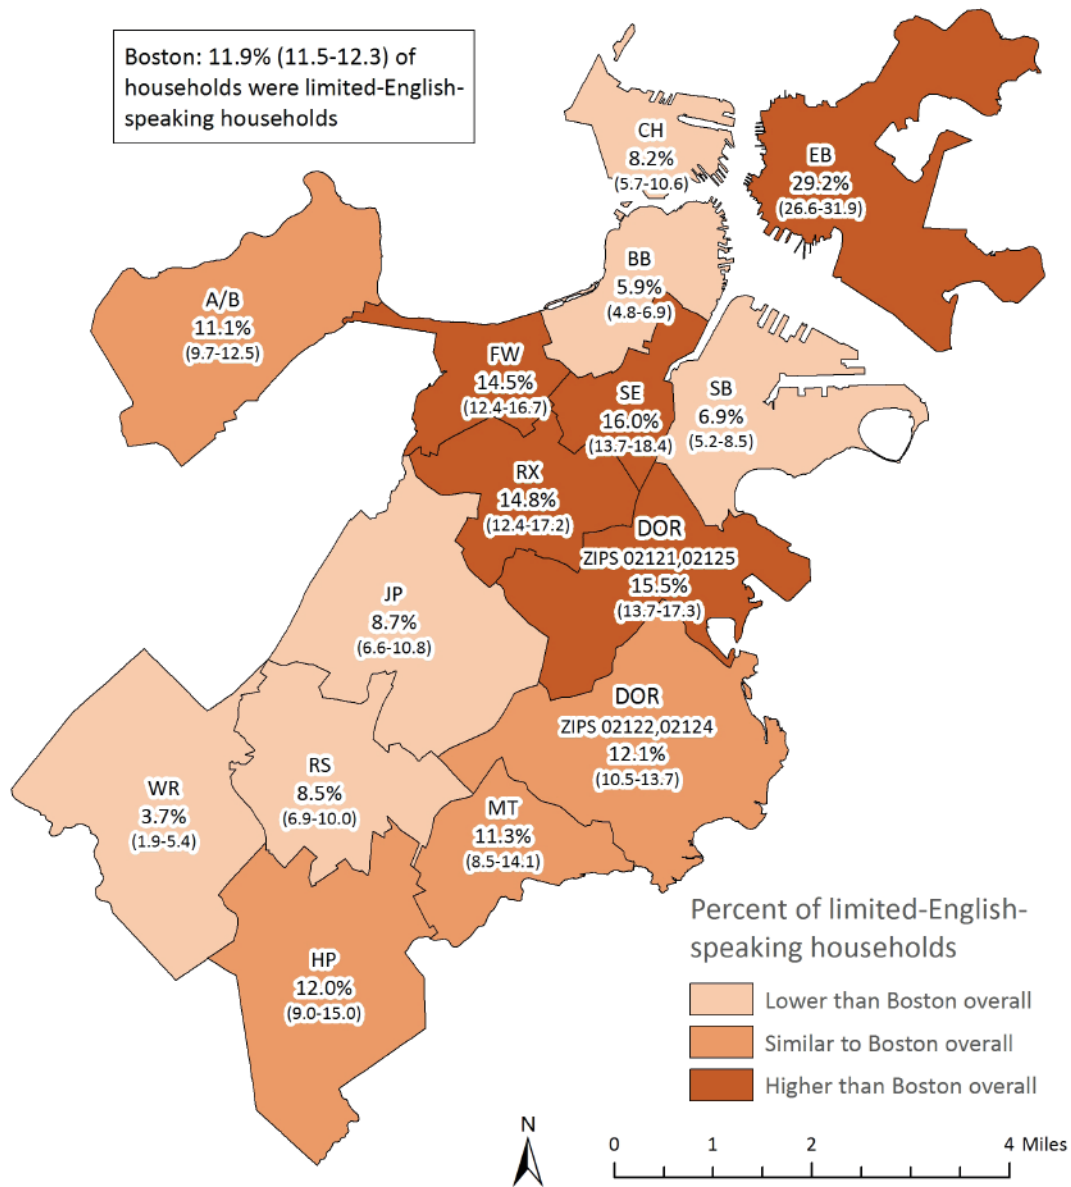 Boston: 11.9% (11.5-12.3) of
households were limited-English-
speaking households
CH
8.2%
(5.7-10.6)
EB
29.2%
(26.6-31.9)
BB
5.9%
(4.8-6.9)
A/B
11.1%
(9.7-12.5)
FW
14.5%
(12.4-16.7)
SE
16.0%
(13.7-18.4)
SB
6.9%
(5.2-8.5)
RX
14.8%
(12.4-17.2)
DOR
ZIPS 02121,02125
15.5%
(13.7-17.3)
JP
8.7%
(6.6-10.8)
DOR
ZIPS 02122,02124
12.1%
(10.5-13.7)
RS
8.5%
(6.9-10.0)
WR
3.7%
(1.9-5.4)
MT
11.3%
(8.5-14.1)
HP
12.0%
(9.0-15.0)
Percent of limited-English-
speaking households
Lower than Boston overall
Similar to Boston overall
Higher than Boston overall
N
0 1 2 4 Miles